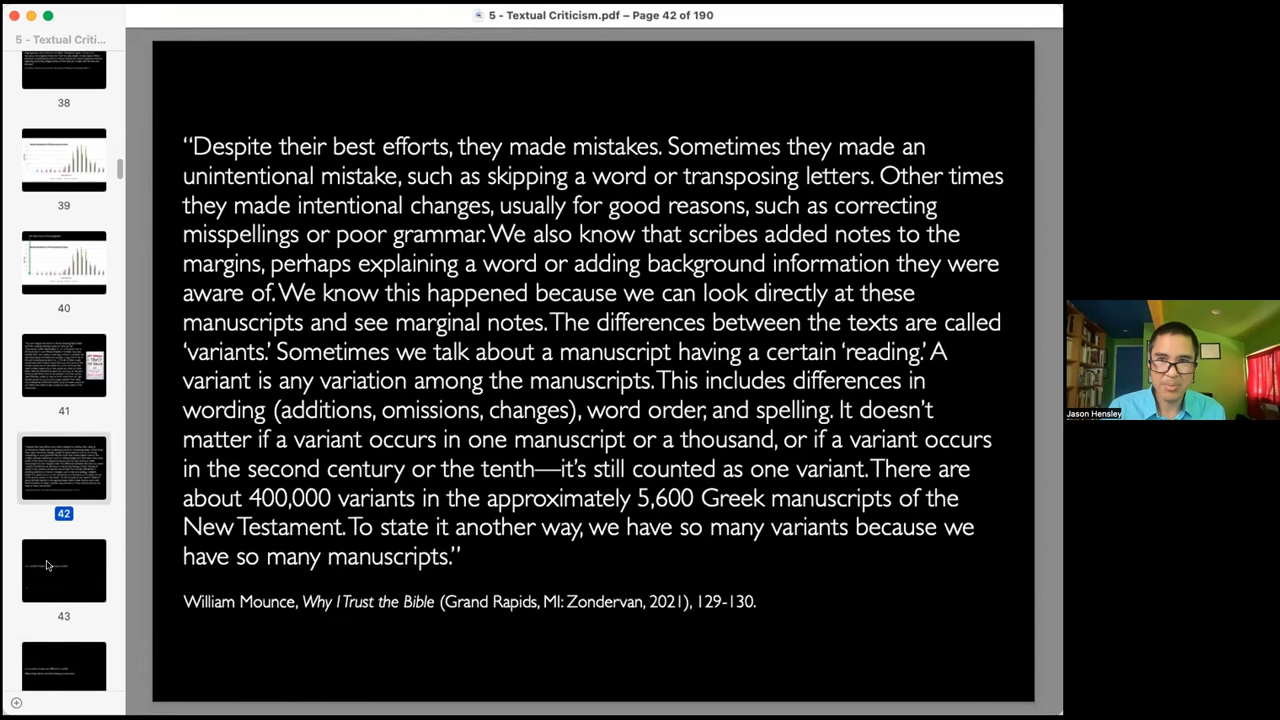 5 - Textual Criti...
5 - Textual Criticism.pdf – Page 42 of 190
38
39
40
41
42
43
“Despite their best efforts, they made mistakes. Sometimes they made an
unintentional mistake, such as skipping a word or transposing letters. Other times
they made intentional changes, usually for good reasons, such as correcting
misspellings or poor grammar. We also know that scribes added notes to the
margins, perhaps explaining a word or adding background information they were
aware of. We know this happened because we can look directly at these
manuscripts and see marginal notes. The differences between the texts are called
‘variants.’ Sometimes we talk about a manuscript having a certain ‘reading.’ A
variant is any variation among the manuscripts. This includes differences in
wording (additions, omissions, changes), word order, and spelling. It doesn’t
matter if a variant occurs in one manuscript or a thousand, or if a variant occurs
in the second century or the tenth—it’s still counted as one variant. There are
about 400,000 variants in the approximately 5,600 Greek manuscripts of the
New Testament. To state it another way, we have so many variants because we
have so many manuscripts.”
William Mounce, Why I Trust the Bible (Grand Rapids, MI: Zondervan, 2021), 129-130.
Jason Hensley